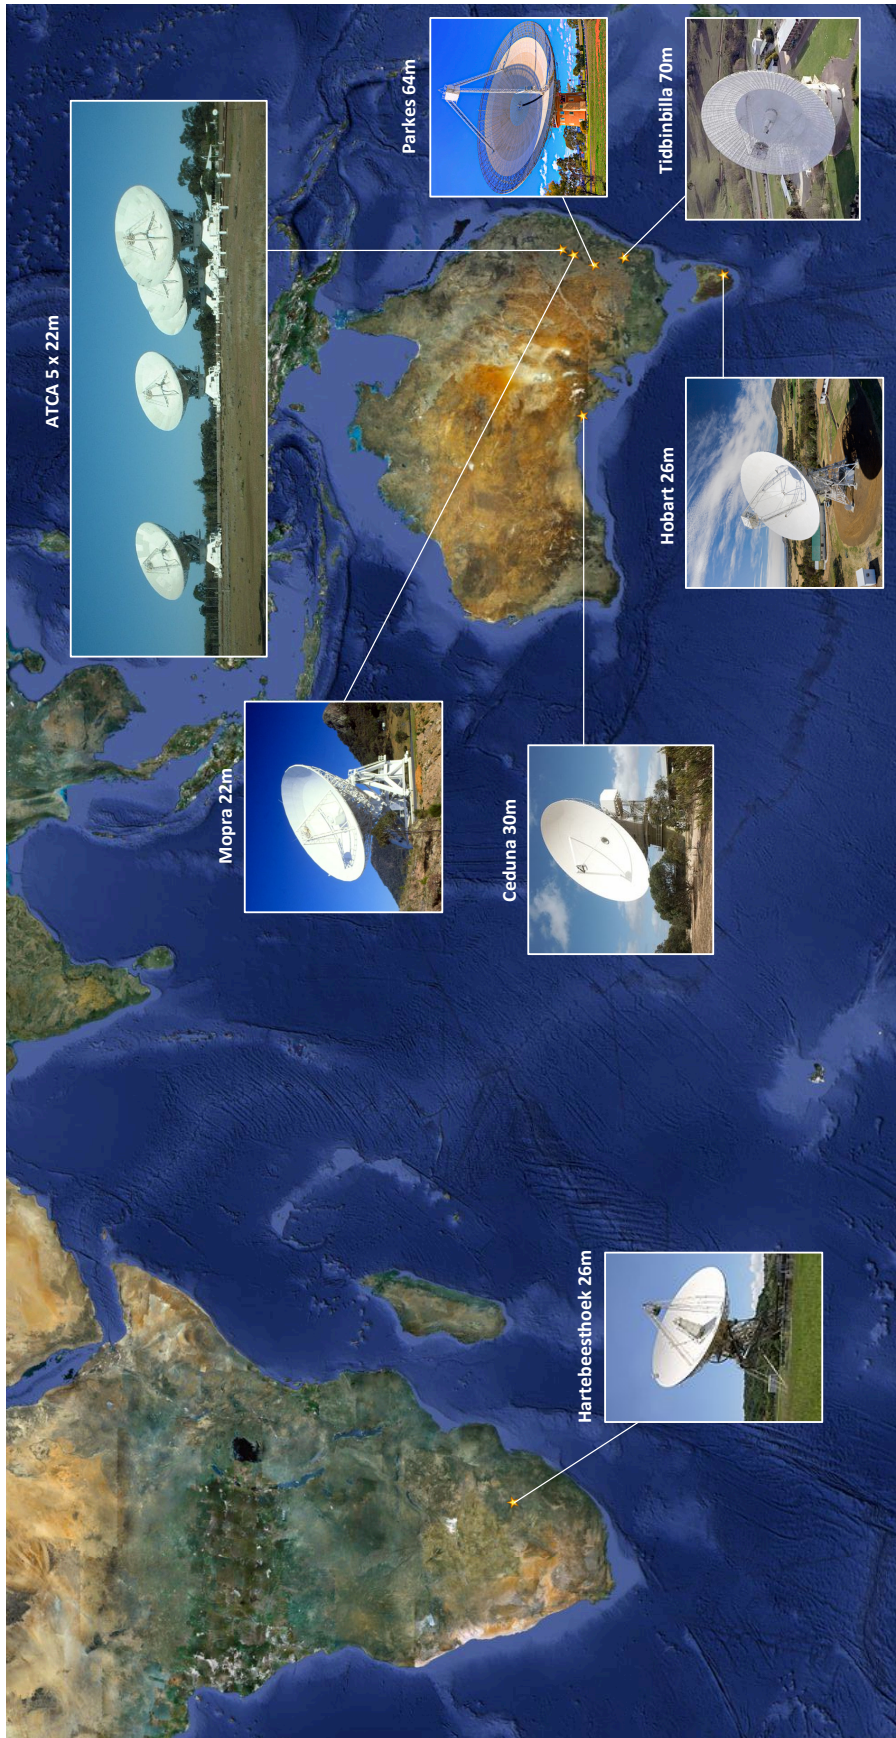 ATCA 5 x 22m
Parkes 64m
Tidbinbilla 70m
Mopra 22m
Hobart 26m
Ceduna 30m
Hartebeesthoek 26m